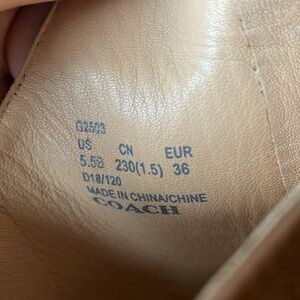 G2503
US CN EUR
5.5B 230(1.5) 36
D18/120
MADE IN CHINA/CHINE
COACH